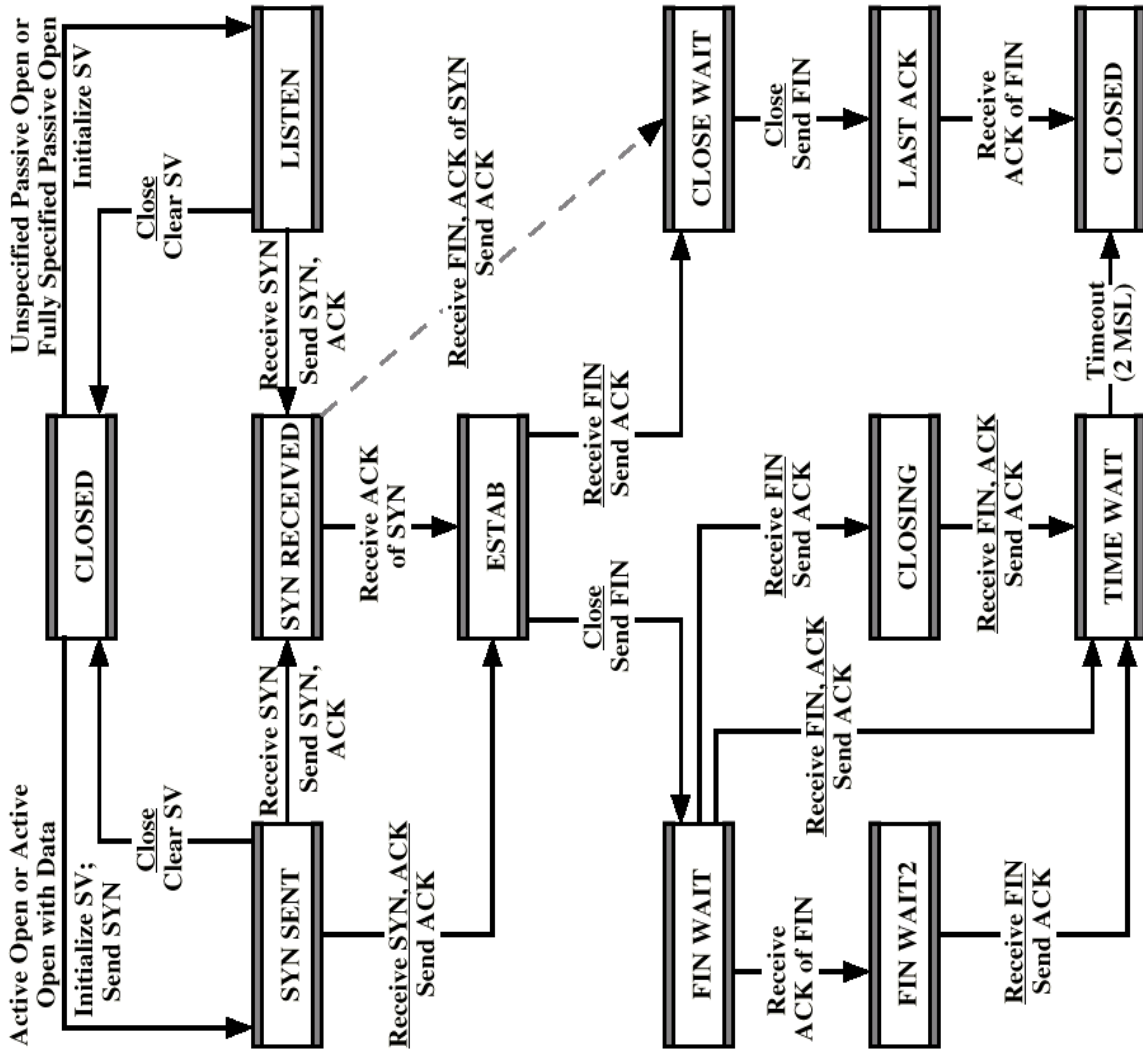 Active Open or Active
Open with Data
Initialize SV;
Send SYN
Unspecified Passive Open or
Fully Specified Passive Open
Initialize SV
CLOSED
Close
Clear SV
Close
Clear SV
SYN SENT
Receive SYN
Send SYN,
ACK
SYN RECEIVED
Receive SYN
Send SYN,
ACK
LISTEN
Receive SYN, ACK
Send ACK
Receive ACK
of SYN
Receive FIN, ACK of SYN
Send ACK
ESTAB
Close
Send FIN
Receive FIN
Send ACK
FIN WAIT
CLOSE WAIT
Receive
ACK of FIN
Receive FIN, ACK
Send ACK
Receive FIN
Send ACK
Close
Send FIN
FIN WAIT2
CLOSING
LAST ACK
Receive FIN
Send ACK
Receive FIN, ACK
Send ACK
Receive
ACK of FIN
TIME WAIT
Timeout
(2 MSL)
CLOSED